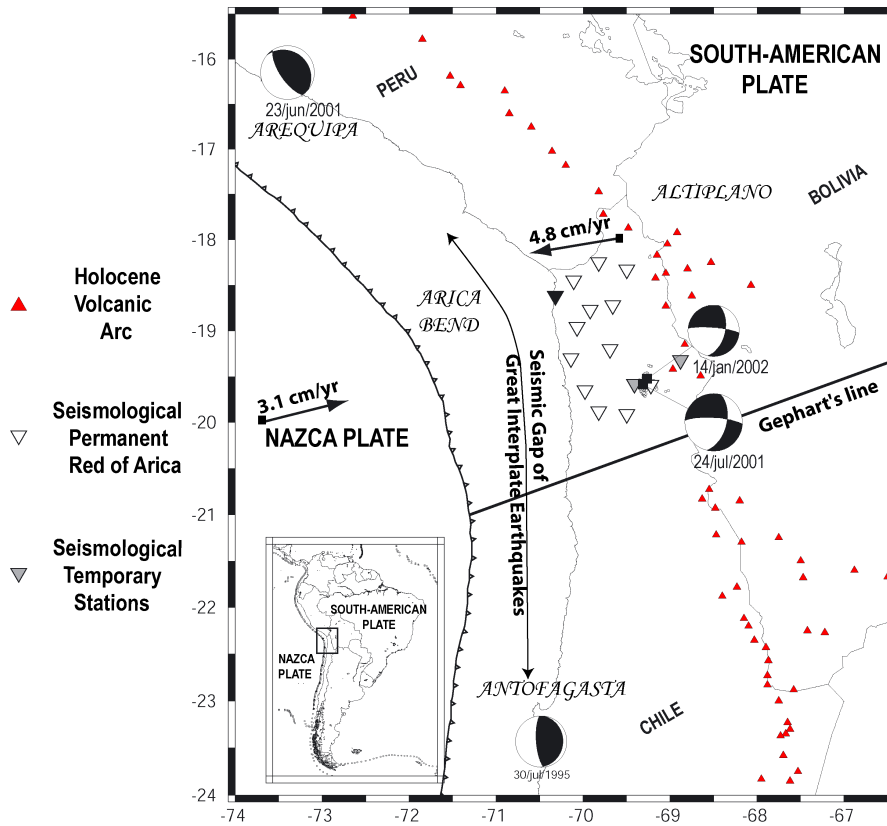 -16
-17
-18
-19
-20
-21
-22
-23
-24
-74
-73
-72
-71
-70
-69
-68
-67
SOUTH-AMERICAN
PLATE
PERU
23/jun/2001
AREQUIPA
BOLIVIA
ALTIPLANO
4.8 cm/yr
ARICA
BEND
Holocene
Volcanic
Arc
14/jan/2002
Seismic Gap of
Great Interplate Earthquakes
3.1 cm/yr
NAZCA PLATE
Gephart's line
24/jul/2001
Seismological
Permanent
Red of Arica
Seismological
Temporary
Stations
SOUTH-AMERICAN
PLATE
NAZCA
PLATE
ANTOFAGASTA
CHILE
30/jul/1995